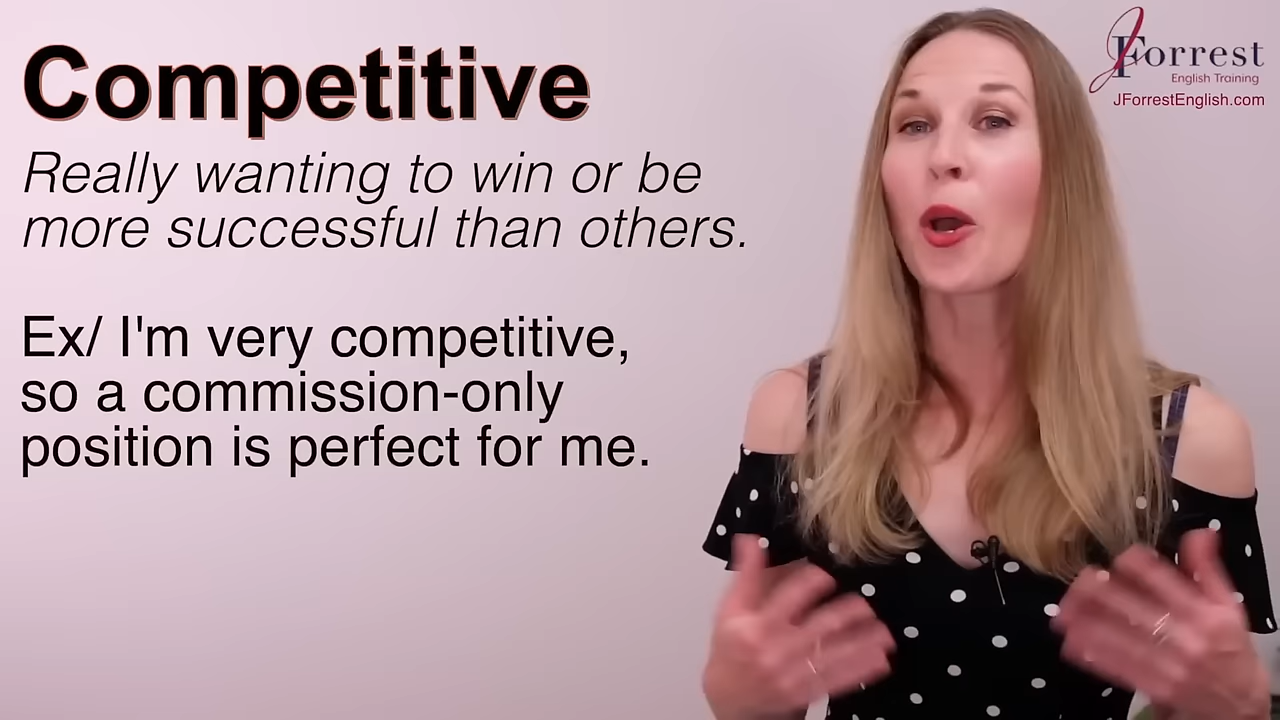 Competitive
Really wanting to win or be
more successful than others.
Ex/ I'm very competitive,
so a commission-only
position is perfect for me.
JForrest
English Training
JForrestEnglish.com